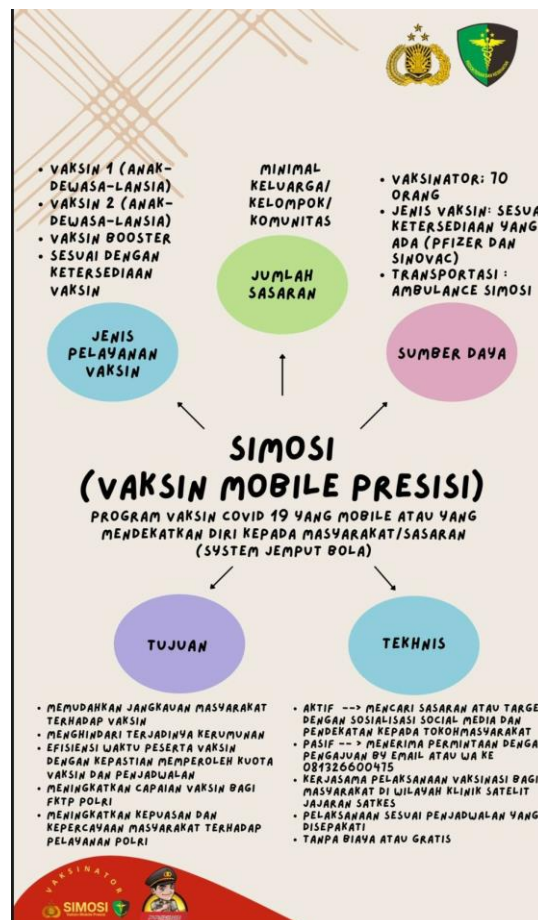 • VAKSIN 1 (ANAK-
DEWASA-LANSIA)
• VAKSIN 2 (ANAK-
DEWASA-LANSIA)
• VAKSIN BOOSTER
• SESUAI DENGAN
KETERSEDIAAN
VAKSIN
JENIS
PELAYANAN
VAKSIN
MINIMAL
KELUARGA/
KELOMPOK/
KOMUNITAS
JUMLAH
SASARAN
• VAKSINATOR: 70
ORANG
• JENIS VAKSIN: SESUA
KETERSEDIAAN YANG
ADA (PFIZER DAN
SINOVAC)
• TRANSPORTASI :
AMBULANCE SIMOSI
SUMBER DAYA
SIMOSI
(VAKSIN MOBILE PRESISI)
PROGRAM VAKSIN COVID 19 YANG MOBILE ATAU YANG
MENDEKATKAN DIRI KEPADA MASYARAKAT/SASARAN
(SYSTEM JEMPUT BOLA)
TUJUAN
• MEMUDAHKAN JANGKAUAN MASYARAKAT
TERHADAP VAKSIN
• MENGHINDARI TERJADINYA KERUMUNAN
• EFISIENSI WAKTU PESERTA VAKSIN
DENGAN KEPASTIAN MEMPEROLEH KUOTA
VAKSIN DAN PENJADWALAN
• MENINGKATKAN CAPAIAN VAKSIN BAGI
FKTP POLRI
• MENINGKATKAN KEPUASAN DAN
KEPERCAYAAN MASYARAKAT TERHADAP
PELAYANAN POLRI
TEKHNIS
• AKTIF --> MENCARI SASARAN ATAU TARGE
DENGAN SOSIALISASI SOCIAL MEDIA DAN
PENDEKATAN KEPADA TOKOHMASYARAKAT
• PASIF --> MENERIMA PERMINTAAN DENGA
PENGAJUAN BY EMAIL ATAU WA KE
081326600475
• KERJASAMA PELAKSANAAN VAKSINASI BAGI
MASYARAKAT DI WILAYAH KLINIK SATELIT
JAJARAN SATKES
• PELAKSANAAN SESUAI PENJADWALAN YANG
DISEPAKATI
• TANPA BIAYA ATAU GRATIS
VAKSINATOR
SIMOSI